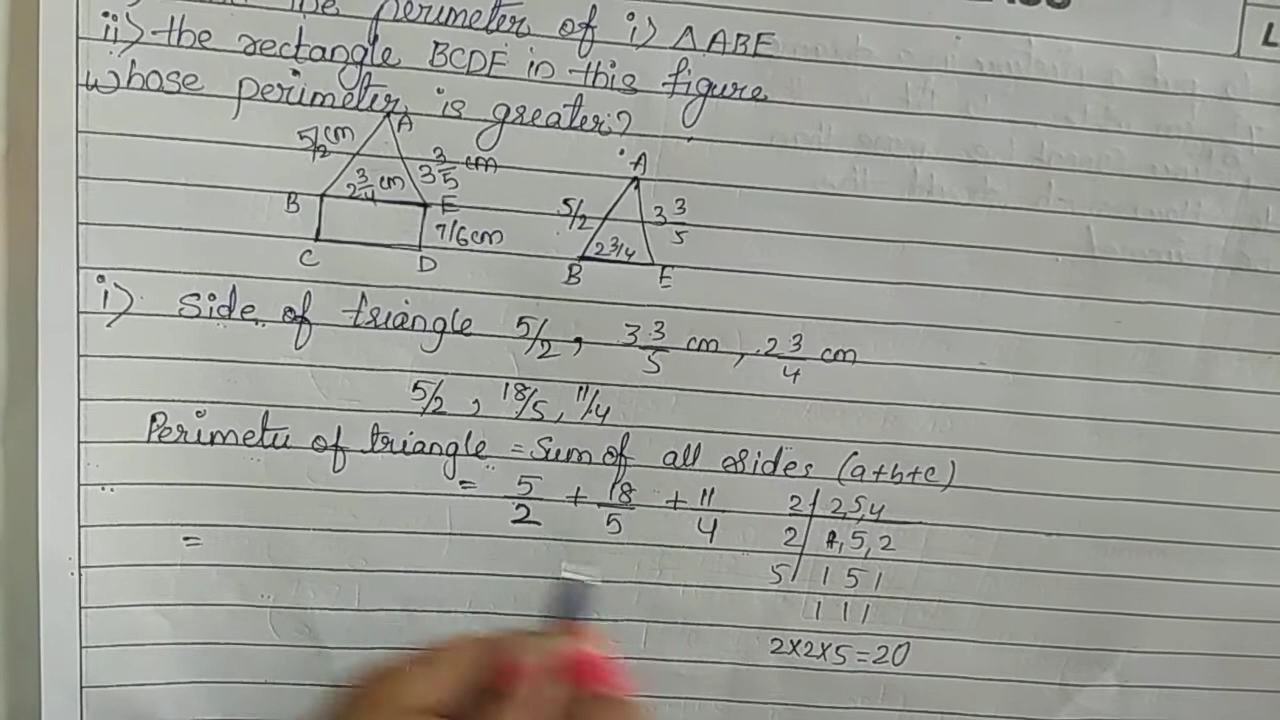 the perimeter of i) △ABE
ii) the rectangle BCDE in this figure
whose perimeter is greater?
5/2 cm A 3 3/5 cm
2 3/4 cm
B E
7/6 cm
C D
A
5/2 3 3/5
2 3/4
B E
i) Side of triangle 5/2, 3 3/5 cm, 2 3/4 cm
5/2, 18/5, 11/4
Perimetu of triangle = Sum of all sides (a+b+c)
= 5/2 + 18/5 + 11/4
=
2 | 2,5,4
2 | 1,5,2
5 | 1 5 1
1 1 1
2×2×5=20
L